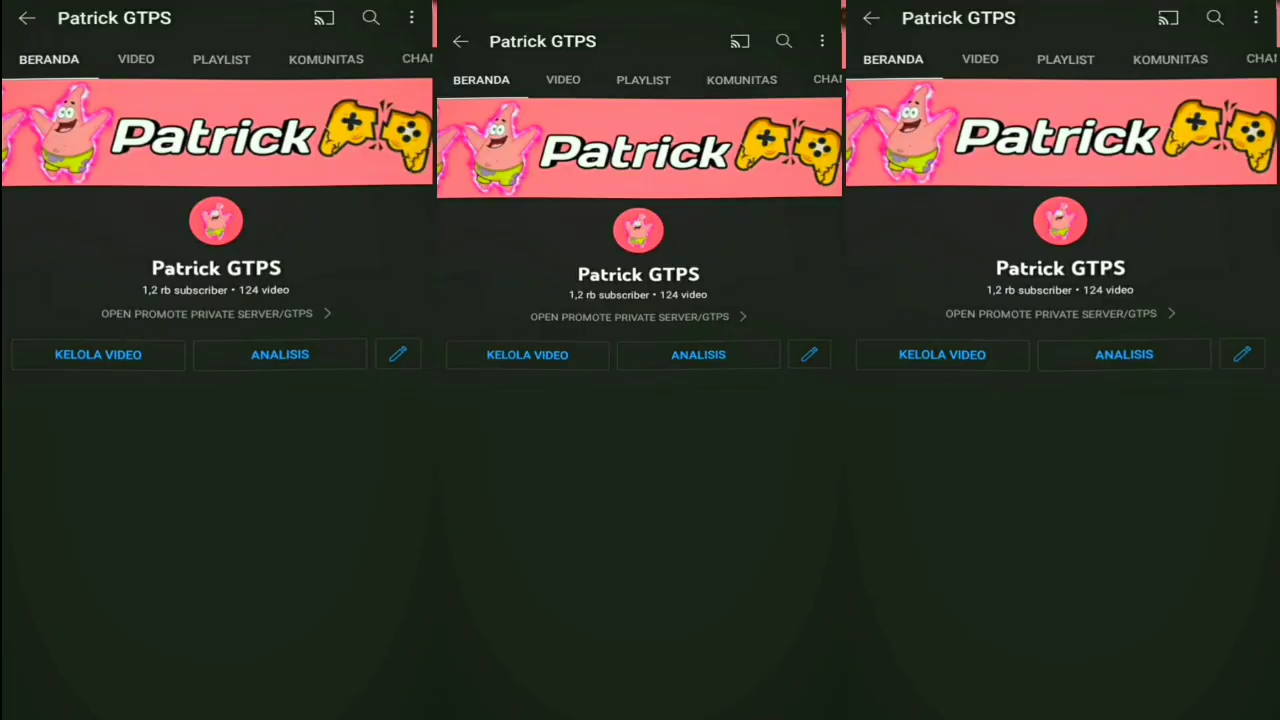 Patrick GTPS
BERANDA VIDEO PLAYLIST KOMUNITAS CHA
Patrick
Patrick GTPS
1,2 rb subscriber • 124 video
OPEN PROMOTE PRIVATE SERVER/GTPS
KELOLA VIDEO ANALISIS
Patrick GTPS
BERANDA VIDEO PLAYLIST KOMUNITAS CHA
Patrick
Patrick GTPS
1,2 rb subscriber • 124 video
OPEN PROMOTE PRIVATE SERVER/GTPS
KELOLA VIDEO ANALISIS
Patrick GTPS
BERANDA VIDEO PLAYLIST KOMUNITAS CHA
Patrick
Patrick GTPS
1,2 rb subscriber • 124 video
OPEN PROMOTE PRIVATE SERVER/GTPS
KELOLA VIDEO ANALISIS